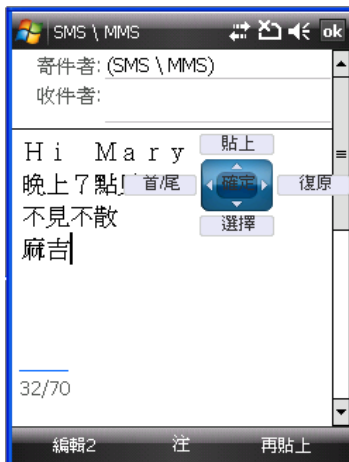 SMS \ MMS ok
寄件者: (SMS \ MMS)
收件者:
Hi Mary
貼上
晚上7點
首/尾 確定 復原
不見不散
選擇
麻吉
32/70
編輯2 注 再貼上